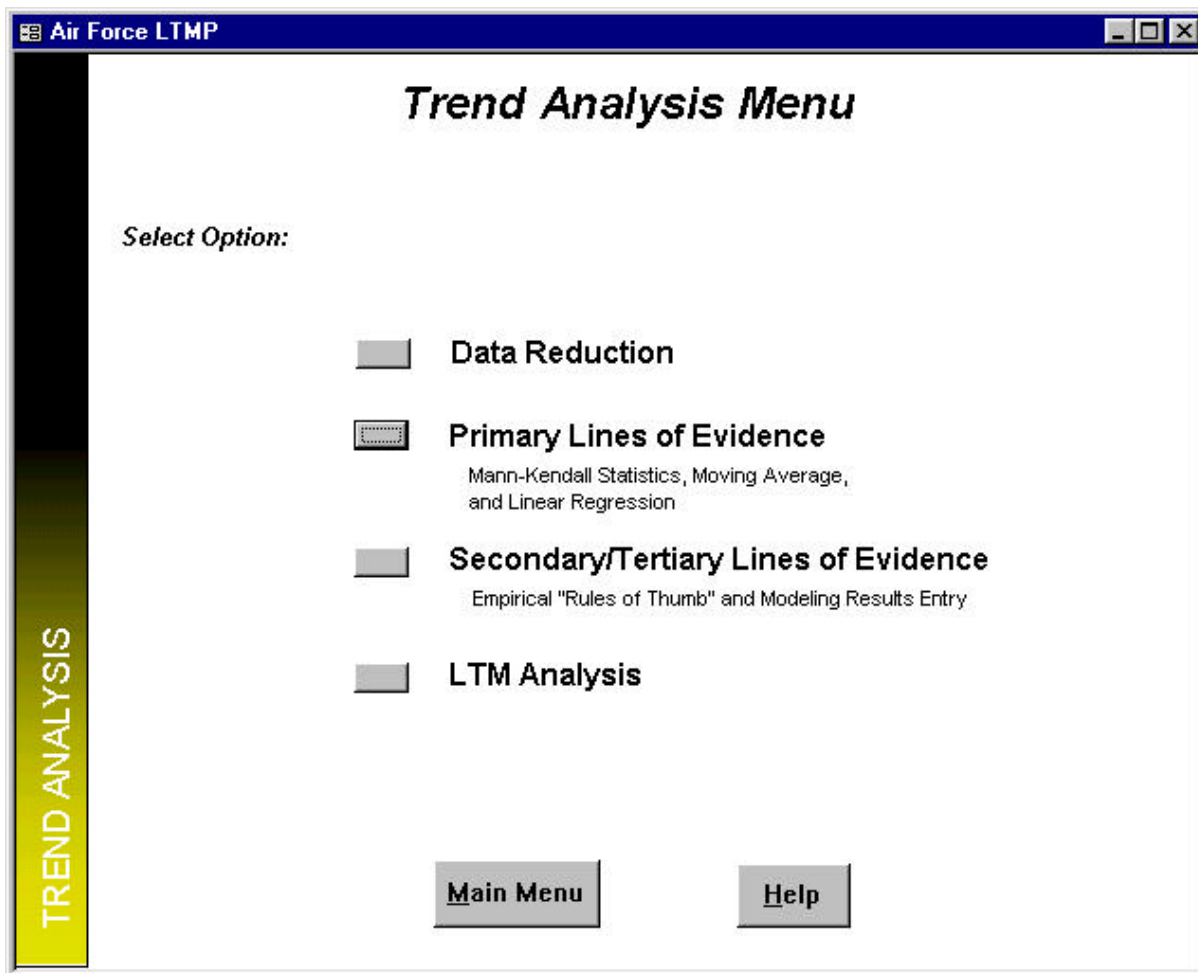 Air Force LTMP
Trend Analysis Menu
Select Option:
Data Reduction
Primary Lines of Evidence
Mann-Kendall Statistics, Moving Average,
and Linear Regression
Secondary/Tertiary Lines of Evidence
Empirical "Rules of Thumb" and Modeling Results Entry
LTM Analysis
TREND ANALYSIS
Main Menu
Help